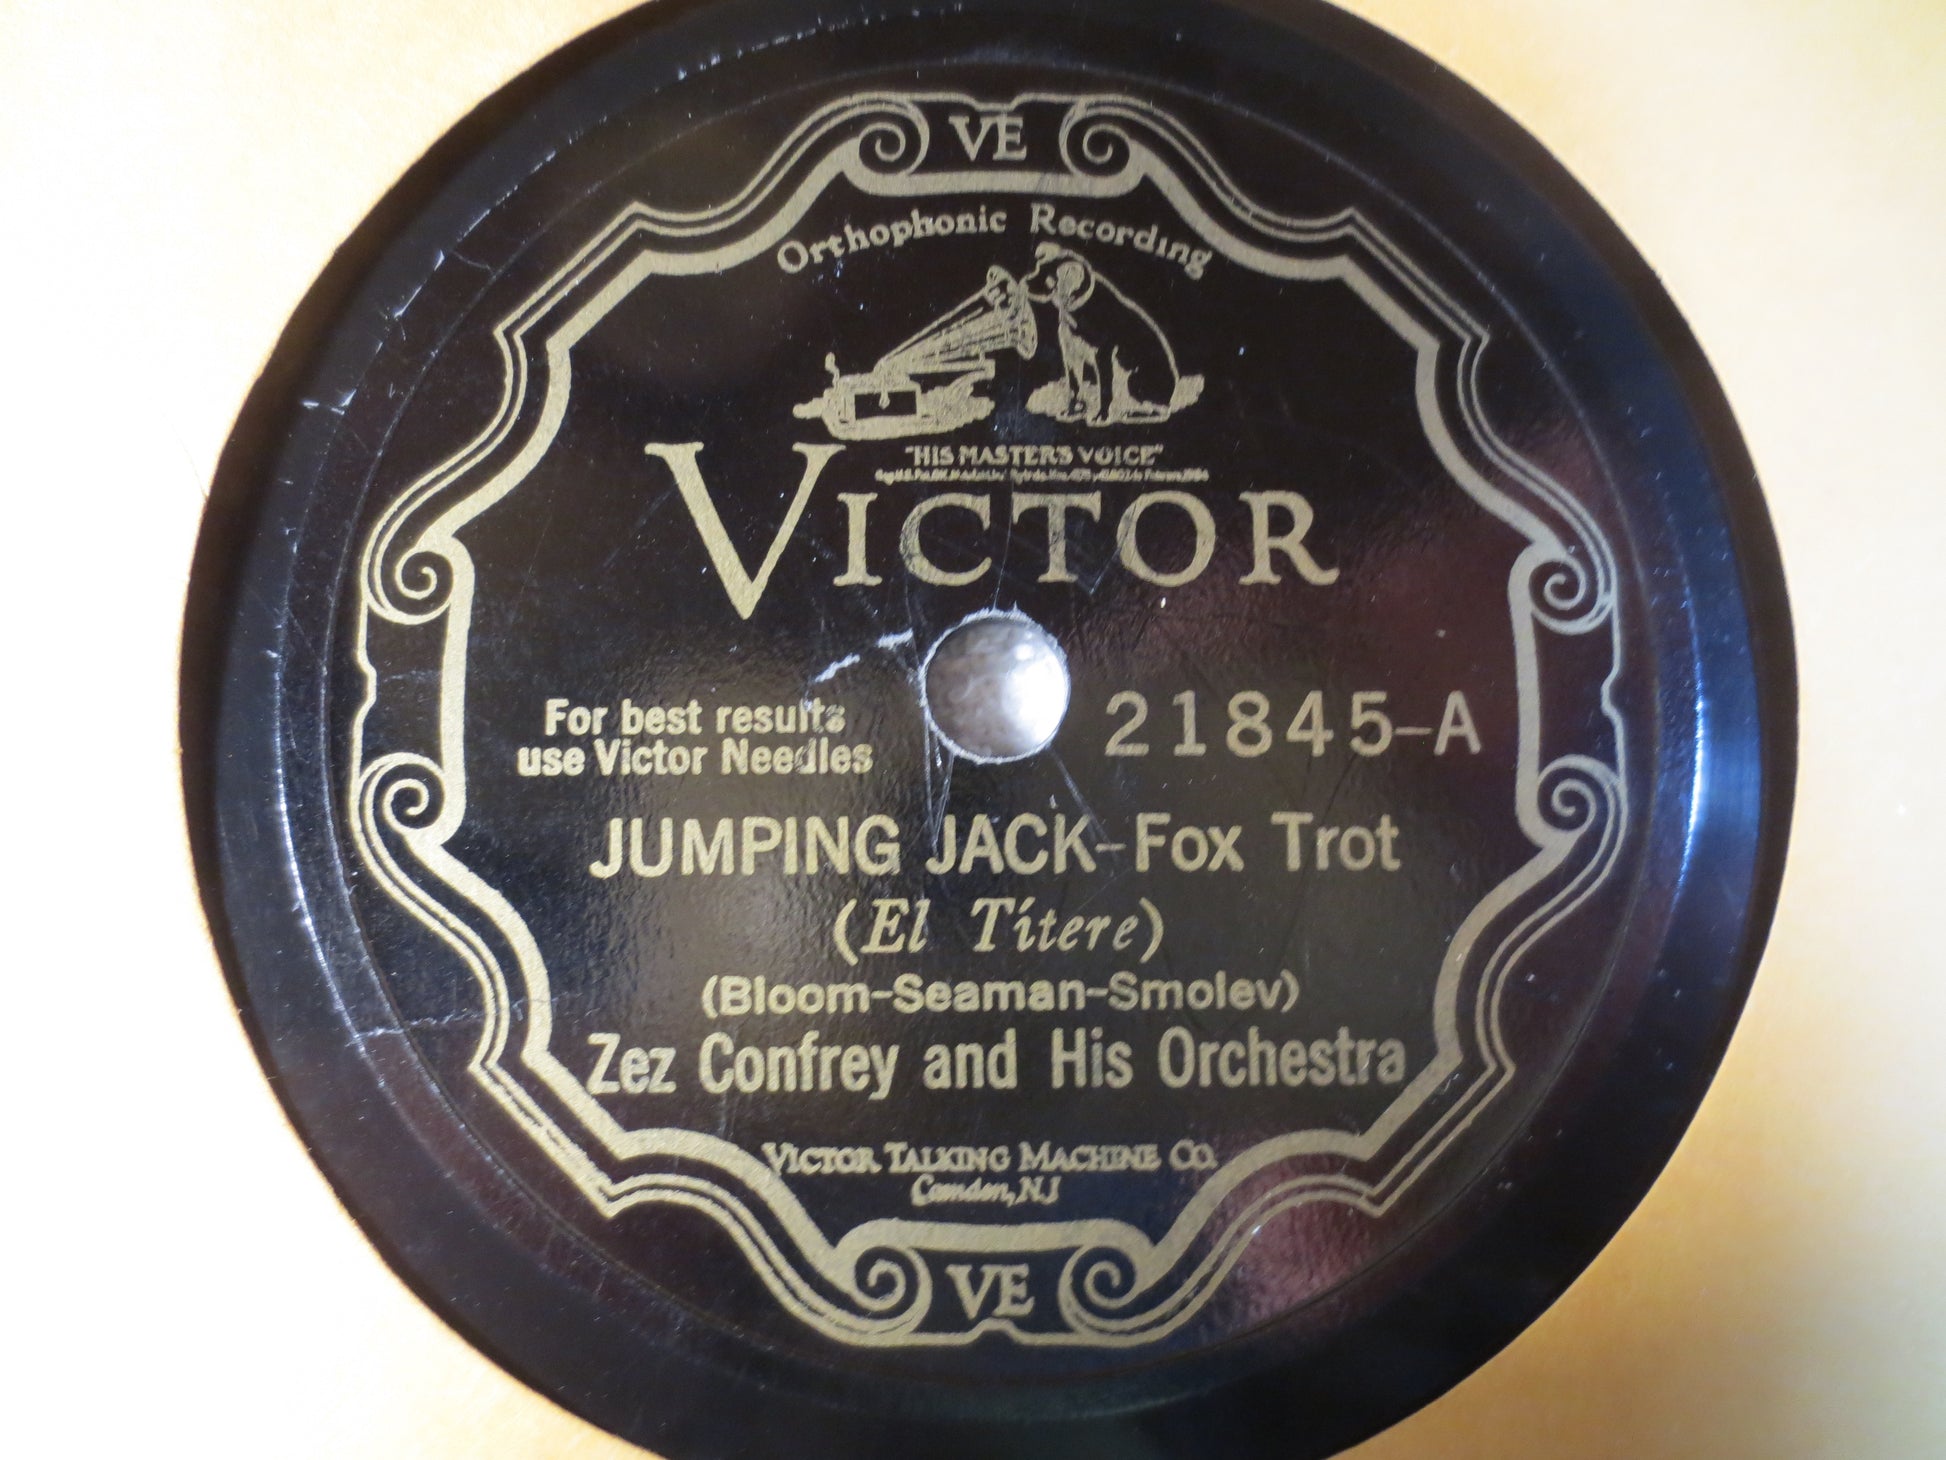 VE
Orthophonic Recording
"HIS MASTER'S VOICE"
VICTOR
For best results
use Victor Needles
21845-A
JUMPING JACK-Fox Trot
(El Títere)
(Bloom-Seaman-Smolev)
Zez Confrey and His Orchestra
VICTOR TALKING MACHINE CO.
Camden, N.J
VE